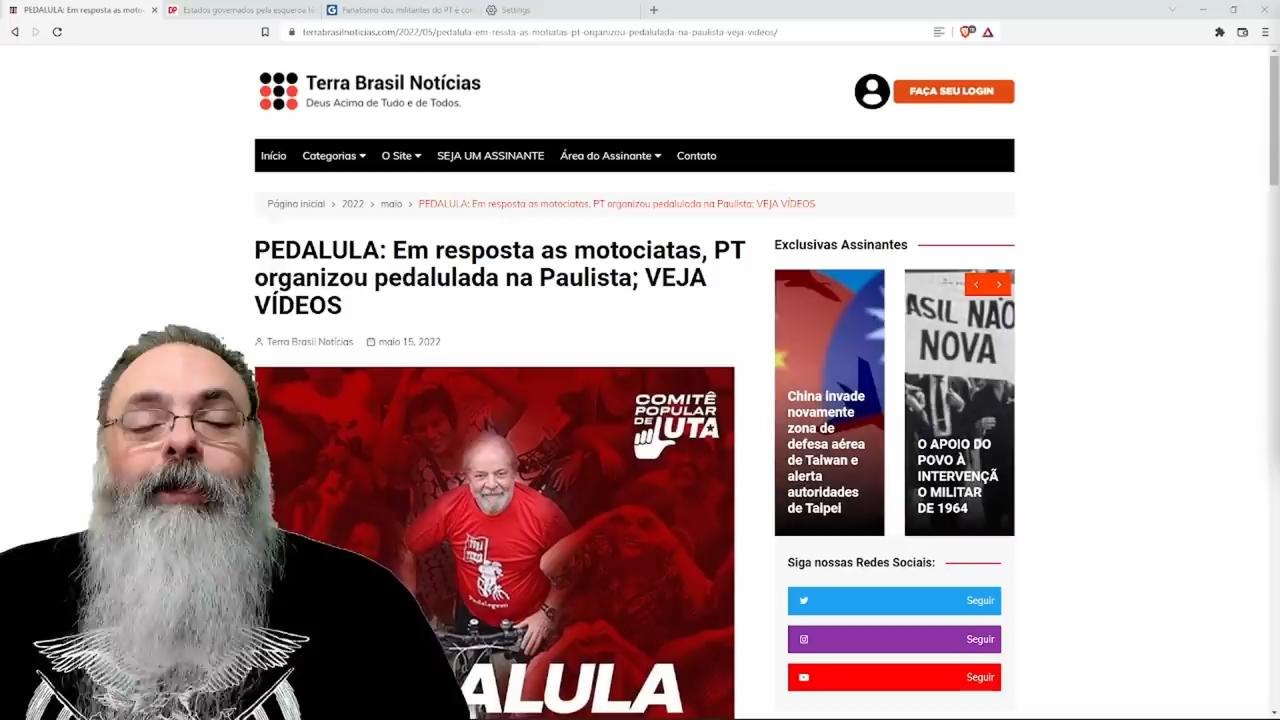 PEDALULA: Em resposta as moto
Estados governados pela esquerda
Fanatismo dos militantes do PT é
Settings
terrabrasilnoticias.com/2022/05/pedalula-em-ressta-as-motiatas-pt-organizou-pedalulada-na-paulista-veja-videos/
Terra Brasil Notícias
Deus Acima de Tudo e de Todos.
FAÇA SEU LOGIN
Início Categorias O Site SEJA UM ASSINANTE Área do Assinante Contato
Página inicial > 2022 > maio > PEDALULA: Em resposta as motociatas, PT organizou pedalulada na Paulista; VEJA VÍDEOS
PEDALULA: Em resposta as motociatas, PT
organizou pedalulada na Paulista; VEJA
VÍDEOS
Terra Brasil Notícias maio 15, 2022
COMITÊ
POPULAR
DE LUTA
ALULA
Exclusivas Assinantes
China invade
novamente
zona de
defesa aérea
de Taiwan e
alerta
autoridades
de Taipei
ASIL NÃO
NOVA
O APOIO DO
POVO À
INTERVENÇÃ
O MILITAR
DE 1964
Siga nossas Redes Sociais:
Seguir
Seguir
Seguir